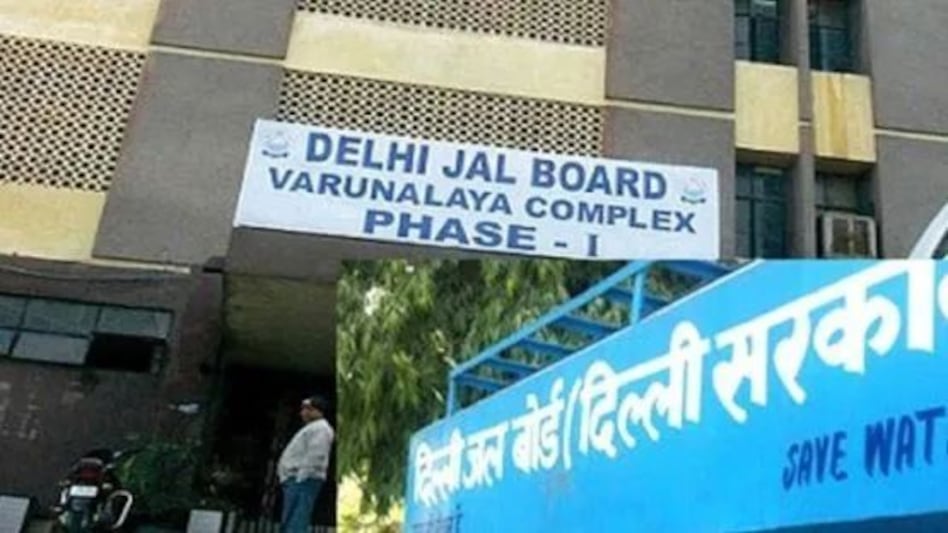 DELHI JAL BOARD
VARUNALAYA COMPLEX
PHASE - I
दिल्ली जल बोर्ड (दिल्ली
SAVE